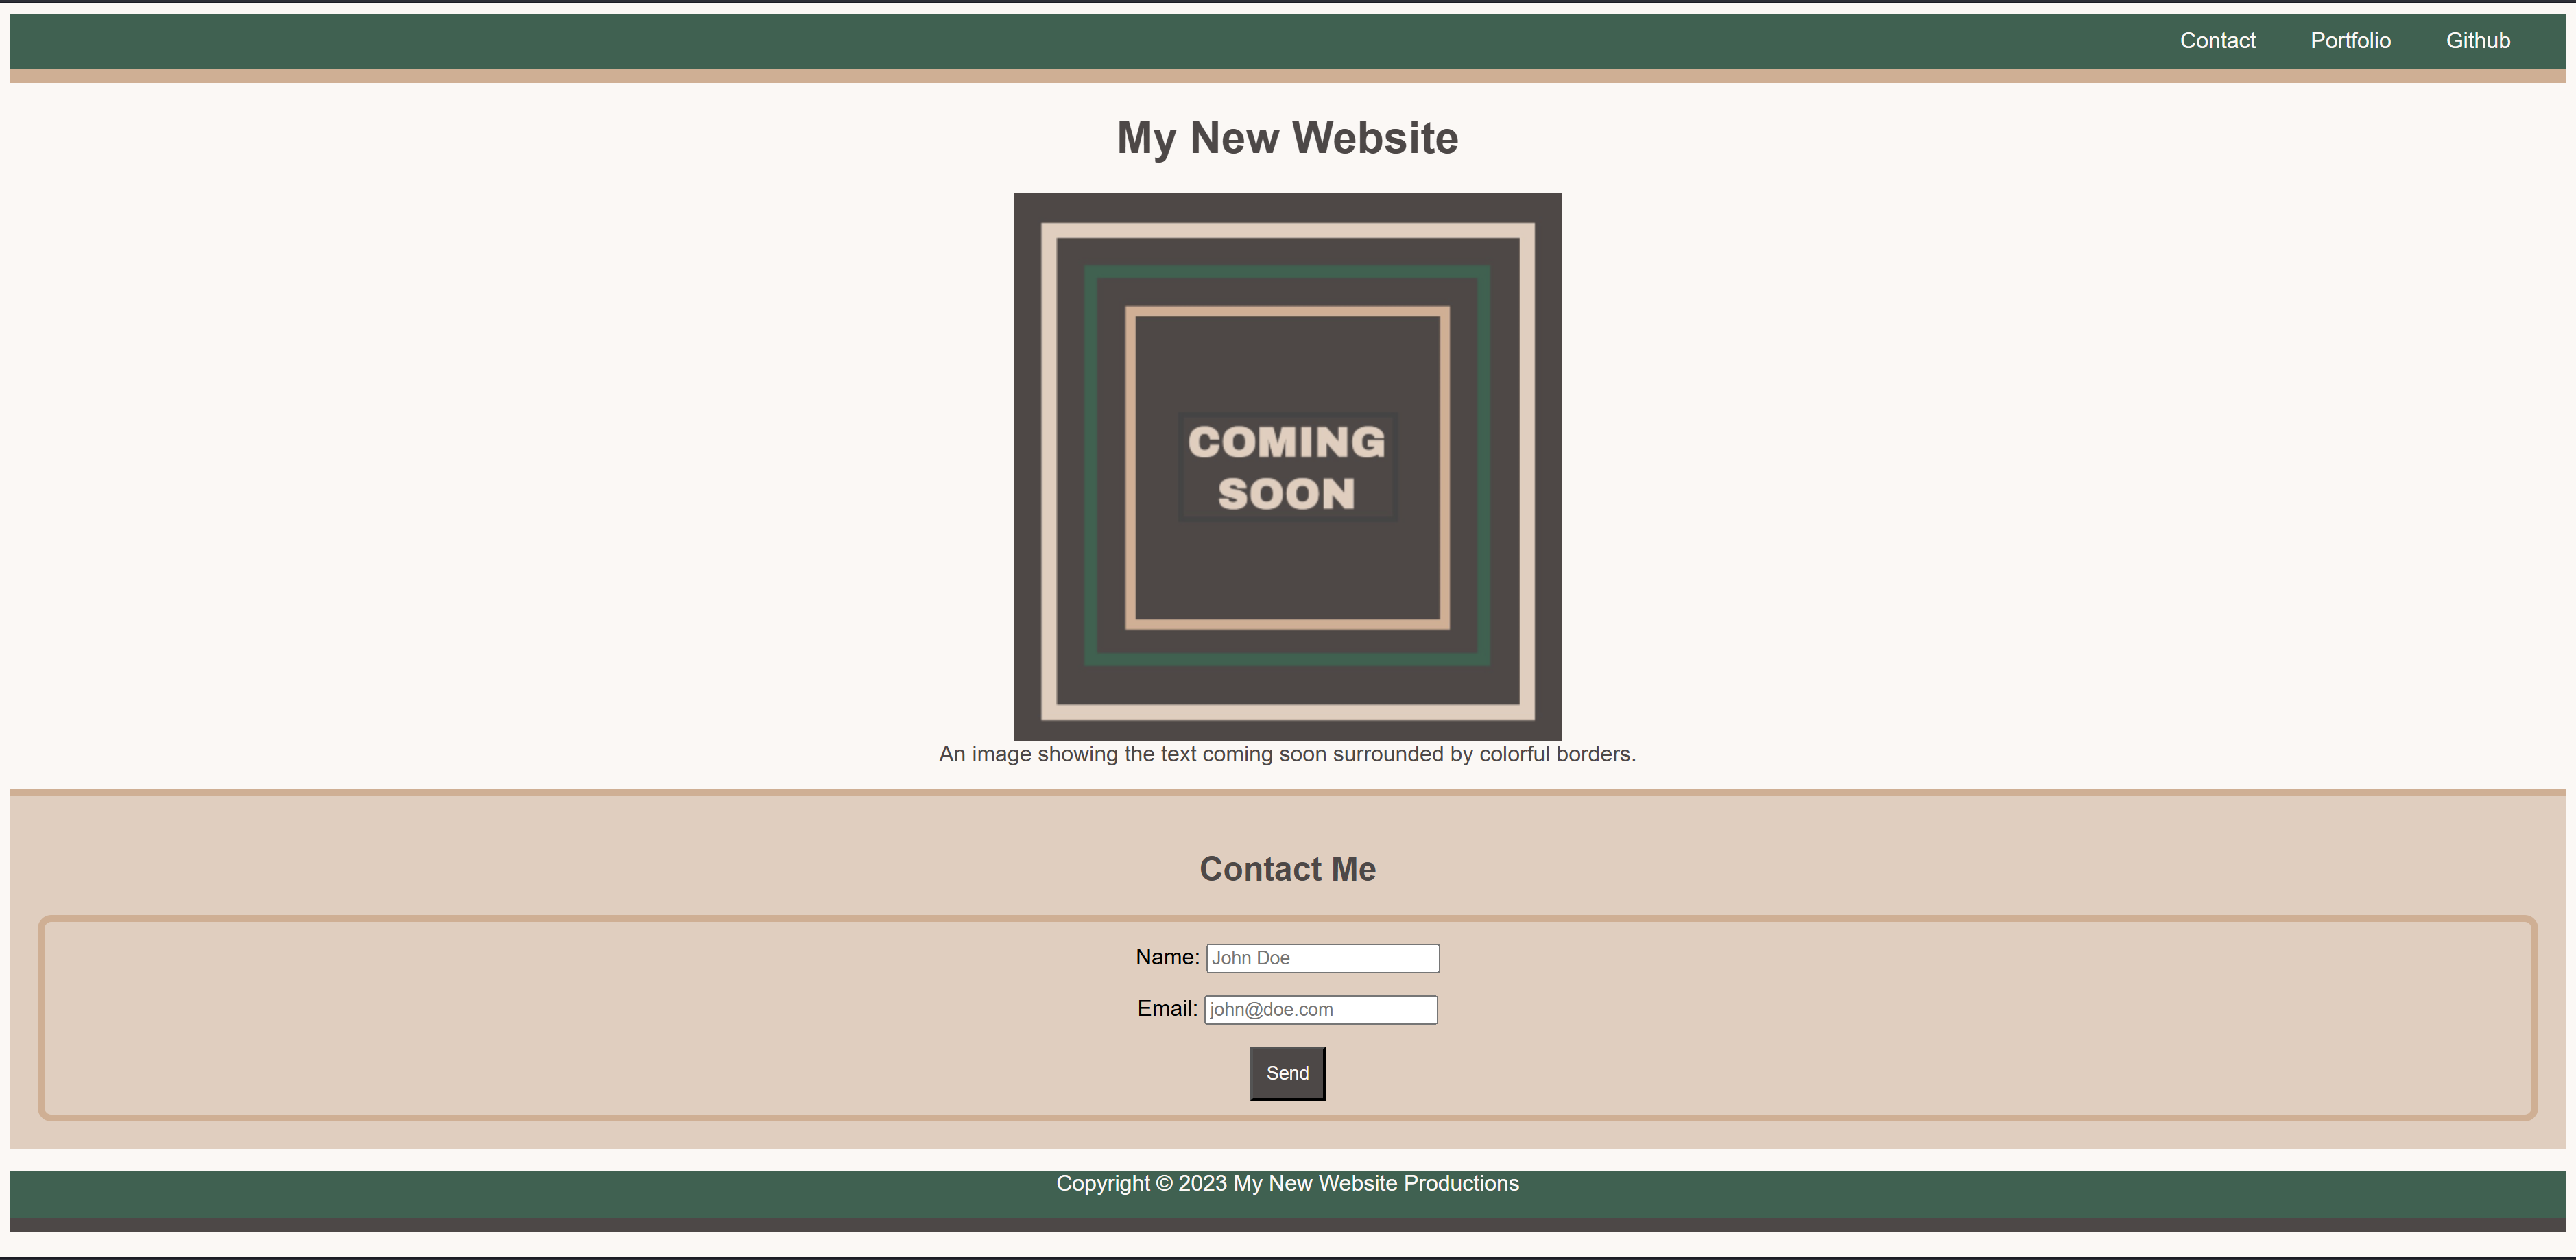 Contact Portfolio Github
My New Website
COMING
SOON
An image showing the text coming soon surrounded by colorful borders.
Contact Me
Name: John Doe
Email: john@doe.com
Send
Copyright © 2023 My New Website Productions